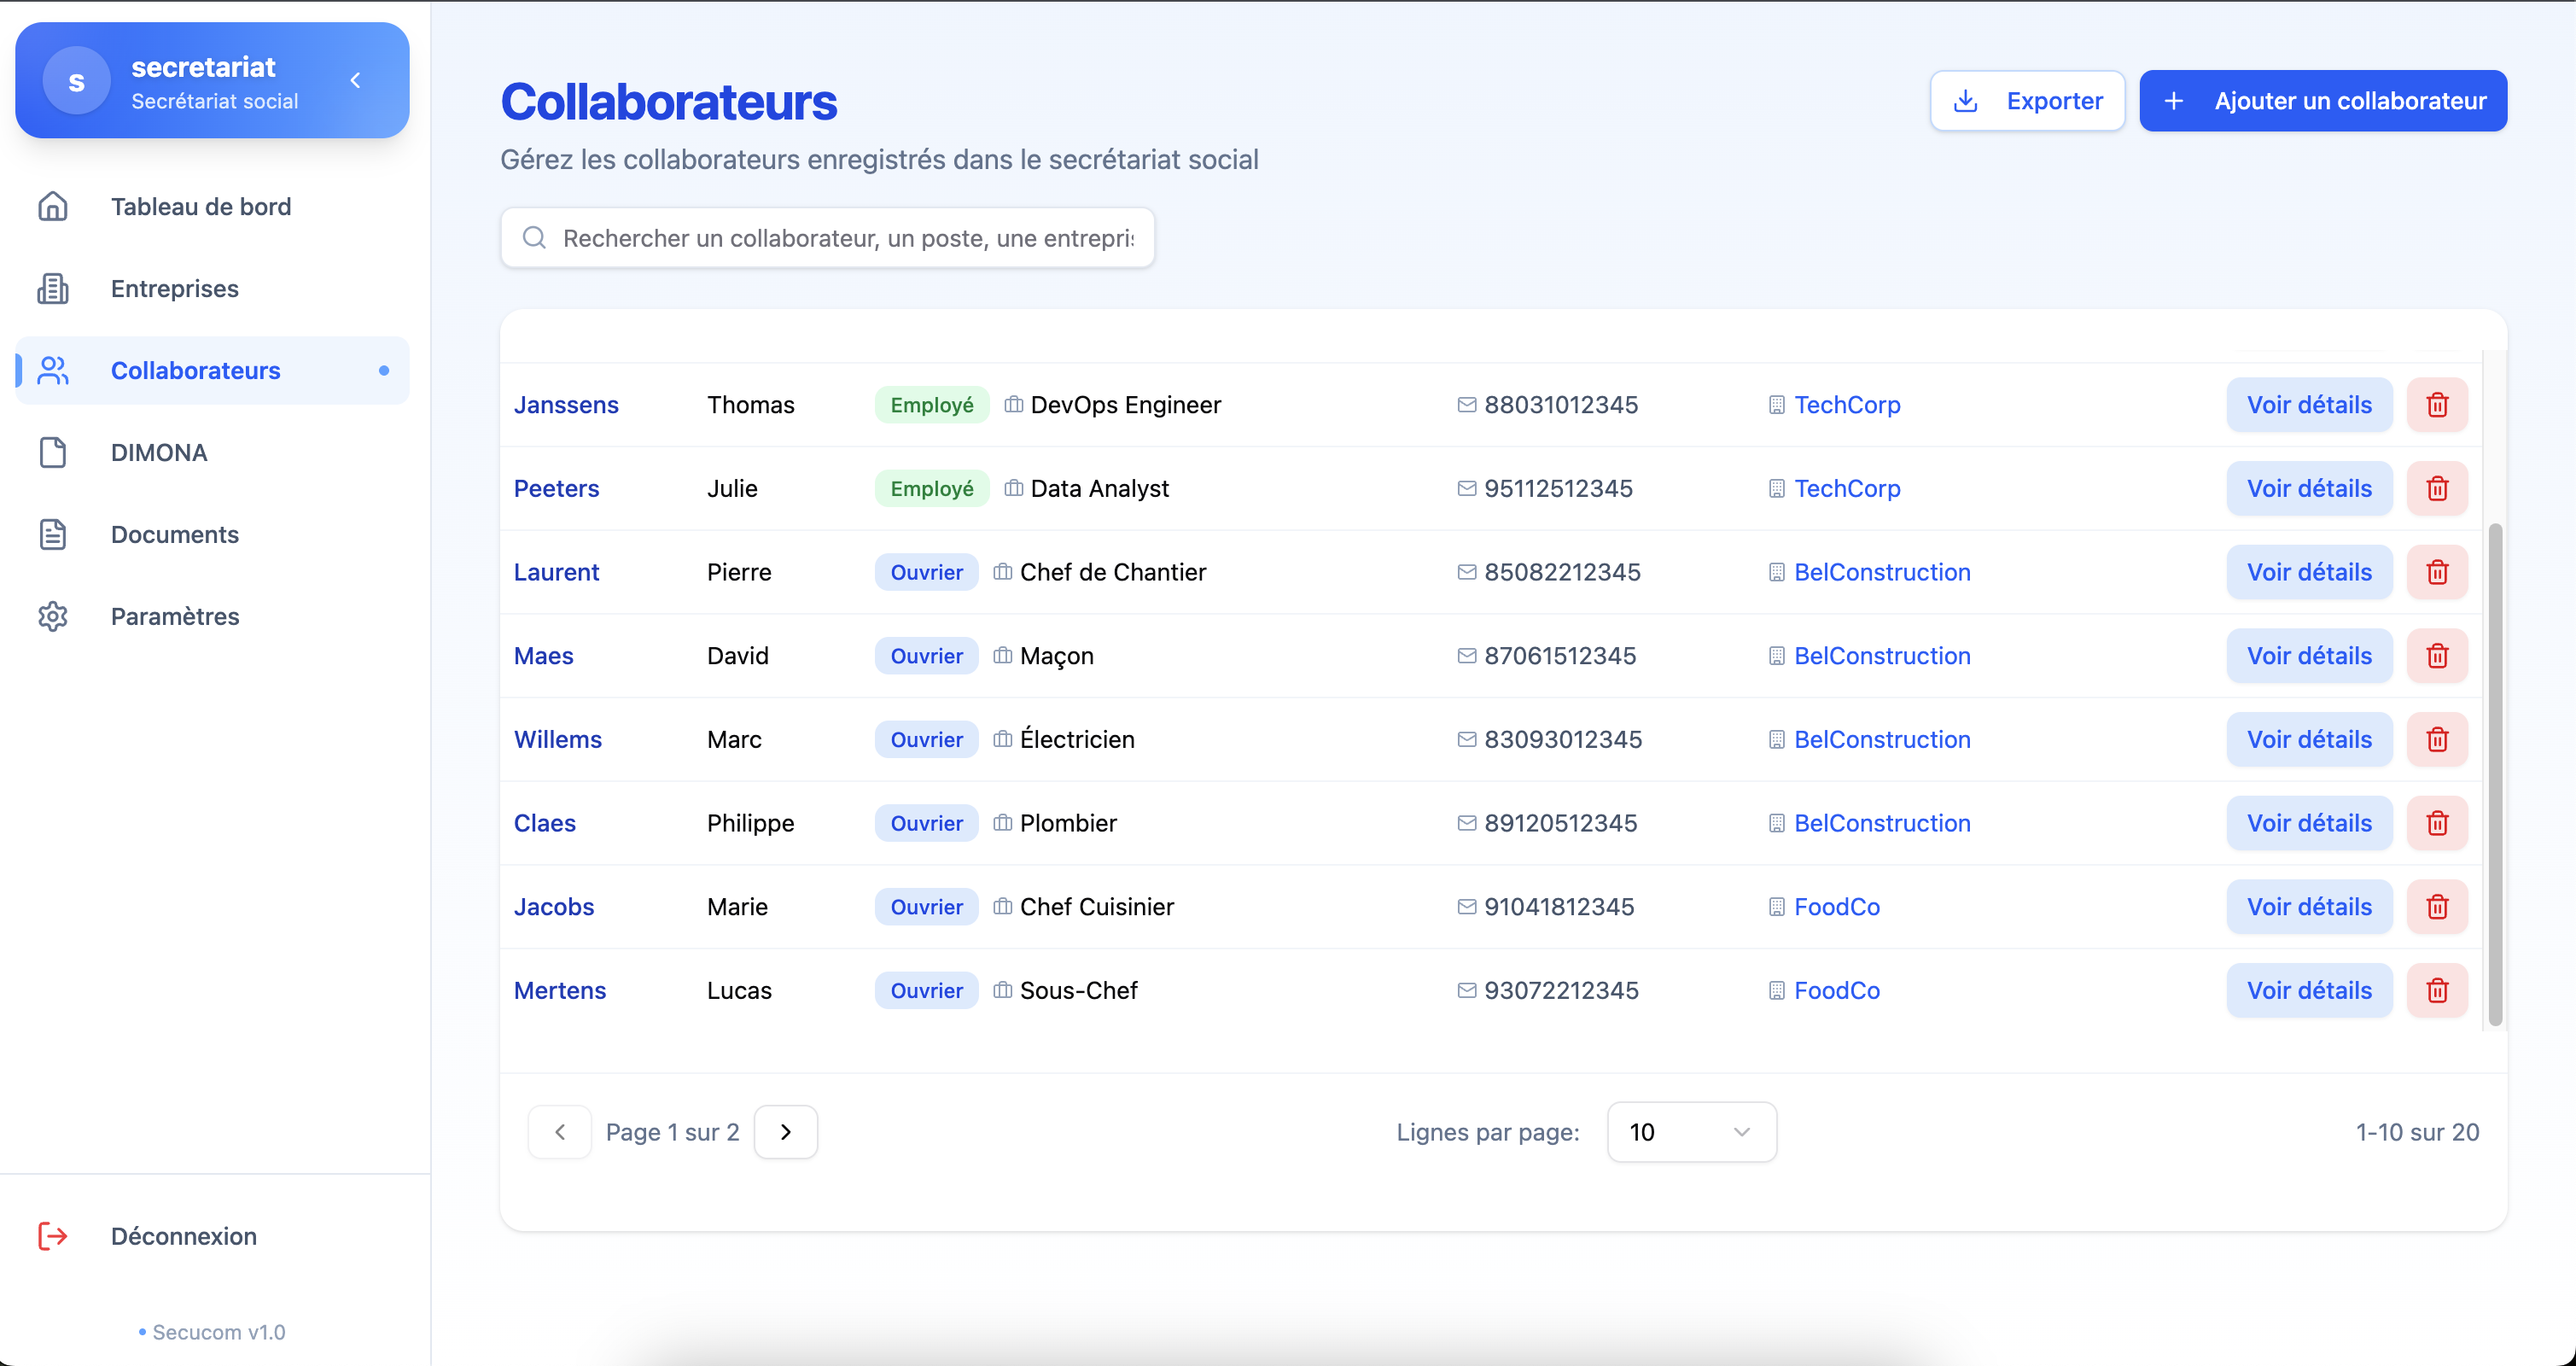 s
secretariat
Secrétariat social
Tableau de bord
Entreprises
Collaborateurs
DIMONA
Documents
Paramètres
Déconnexion
• Secucom v1.0
Collaborateurs
Gérez les collaborateurs enregistrés dans le secrétariat social
Exporter
+ Ajouter un collaborateur
Rechercher un collaborateur, un poste, une entrepri
Janssens Thomas Employé DevOps Engineer 88031012345 TechCorp Voir détails
Peeters Julie Employé Data Analyst 95112512345 TechCorp Voir détails
Laurent Pierre Ouvrier Chef de Chantier 85082212345 BelConstruction Voir détails
Maes David Ouvrier Maçon 87061512345 BelConstruction Voir détails
Willems Marc Ouvrier Électricien 83093012345 BelConstruction Voir détails
Claes Philippe Ouvrier Plombier 89120512345 BelConstruction Voir détails
Jacobs Marie Ouvrier Chef Cuisinier 91041812345 FoodCo Voir détails
Mertens Lucas Ouvrier Sous-Chef 93072212345 FoodCo Voir détails
Page 1 sur 2
Lignes par page: 10
1-10 sur 20